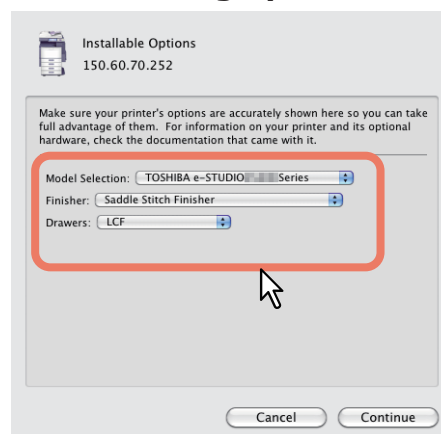 Installable Options
150.60.70.252
Make sure your printer's options are accurately shown here so you can take
full advantage of them. For information on your printer and its optional
hardware, check the documentation that came with it.
Model Selection: TOSHIBA e-STUDIO Series
Finisher: Saddle Stitch Finisher
Drawers: LCF
Cancel Continue